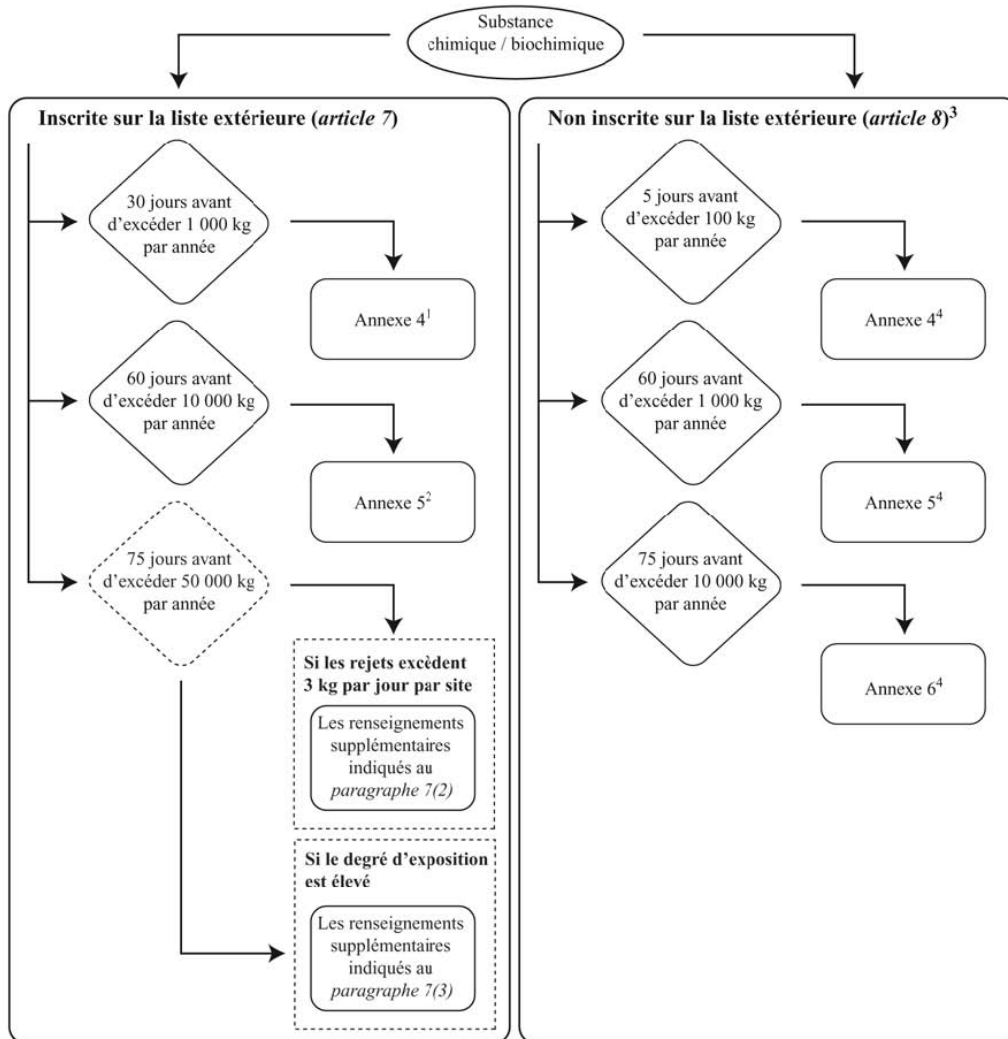 Substance
chimique / biochimique
Inscrite sur la liste extérieure (article 7)
30 jours avant
d’excéder 1 000 kg
par année
Annexe 4¹
60 jours avant
d’excéder 10 000 kg
par année
Annexe 5²
75 jours avant
d’excéder 50 000 kg
par année
Si les rejets excèdent
3 kg par jour par site
Les renseignements
supplémentaires
indiqués au
paragraphe 7(2)
Si le degré d’exposition
est élevé
Les renseignements
supplémentaires
indiqués au
paragraphe 7(3)
Non inscrite sur la liste extérieure (article 8)³
5 jours avant
d’excéder 100 kg
par année
Annexe 4⁴
60 jours avant
d’excéder 1 000 kg
par année
Annexe 5⁴
75 jours avant
d’excéder 10 000 kg
par année
Annexe 6⁴